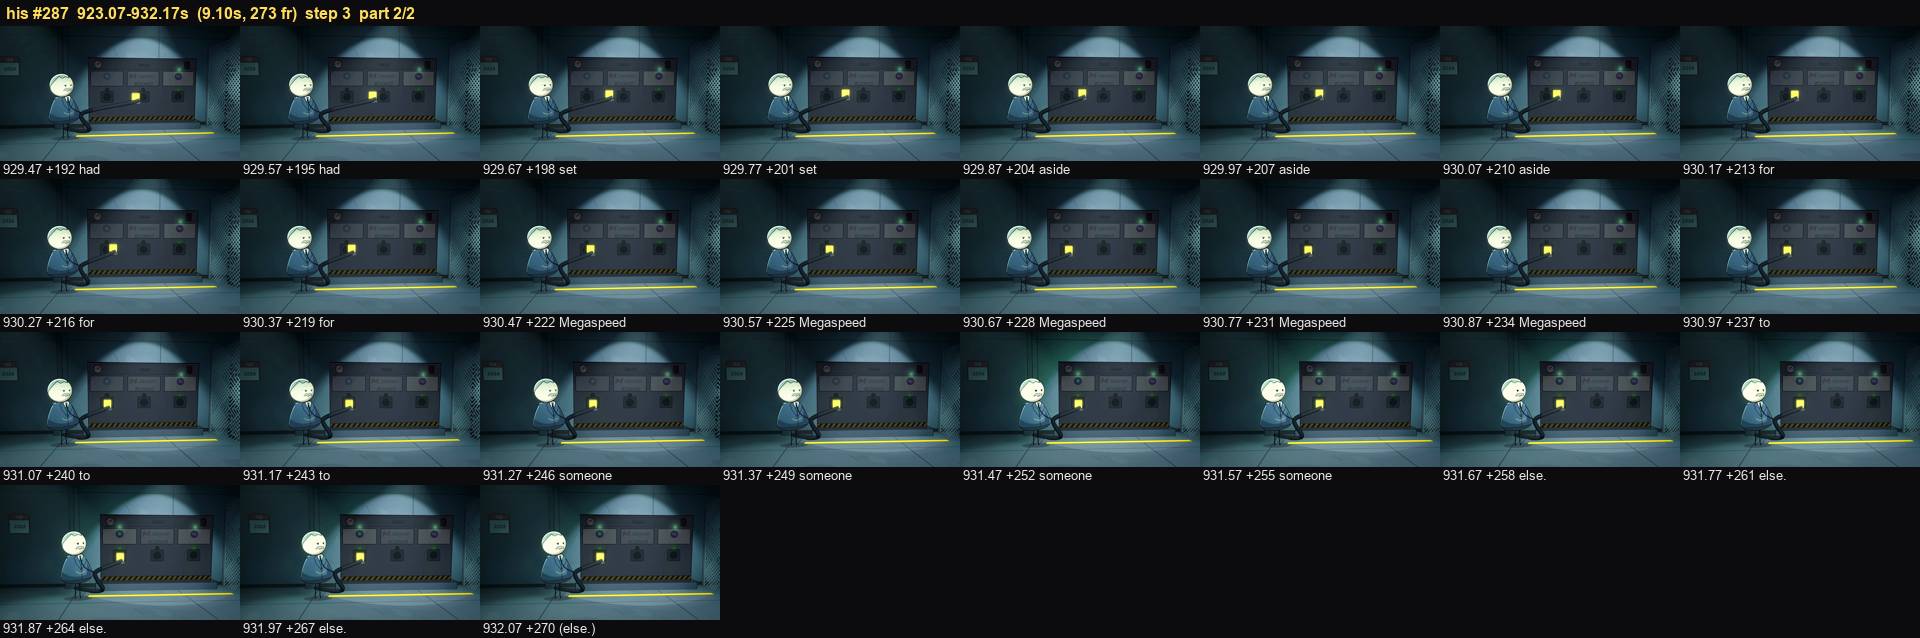 his #287 923.07-932.17s (9.10s, 273 fr) step 3 part 2/2
929.47 +192 had
929.57 +195 had
929.67 +198 set
929.77 +201 set
929.87 +204 aside
929.97 +207 aside
930.07 +210 aside
930.17 +213 for
930.27 +216 for
930.37 +219 for
930.47 +222 Megaspeed
930.57 +225 Megaspeed
930.67 +228 Megaspeed
930.77 +231 Megaspeed
930.87 +234 Megaspeed
930.97 +237 to
931.07 +240 to
931.17 +243 to
931.27 +246 someone
931.37 +249 someone
931.47 +252 someone
931.57 +255 someone
931.67 +258 else.
931.77 +261 else.
931.87 +264 else.
931.97 +267 else.
932.07 +270 (else.)